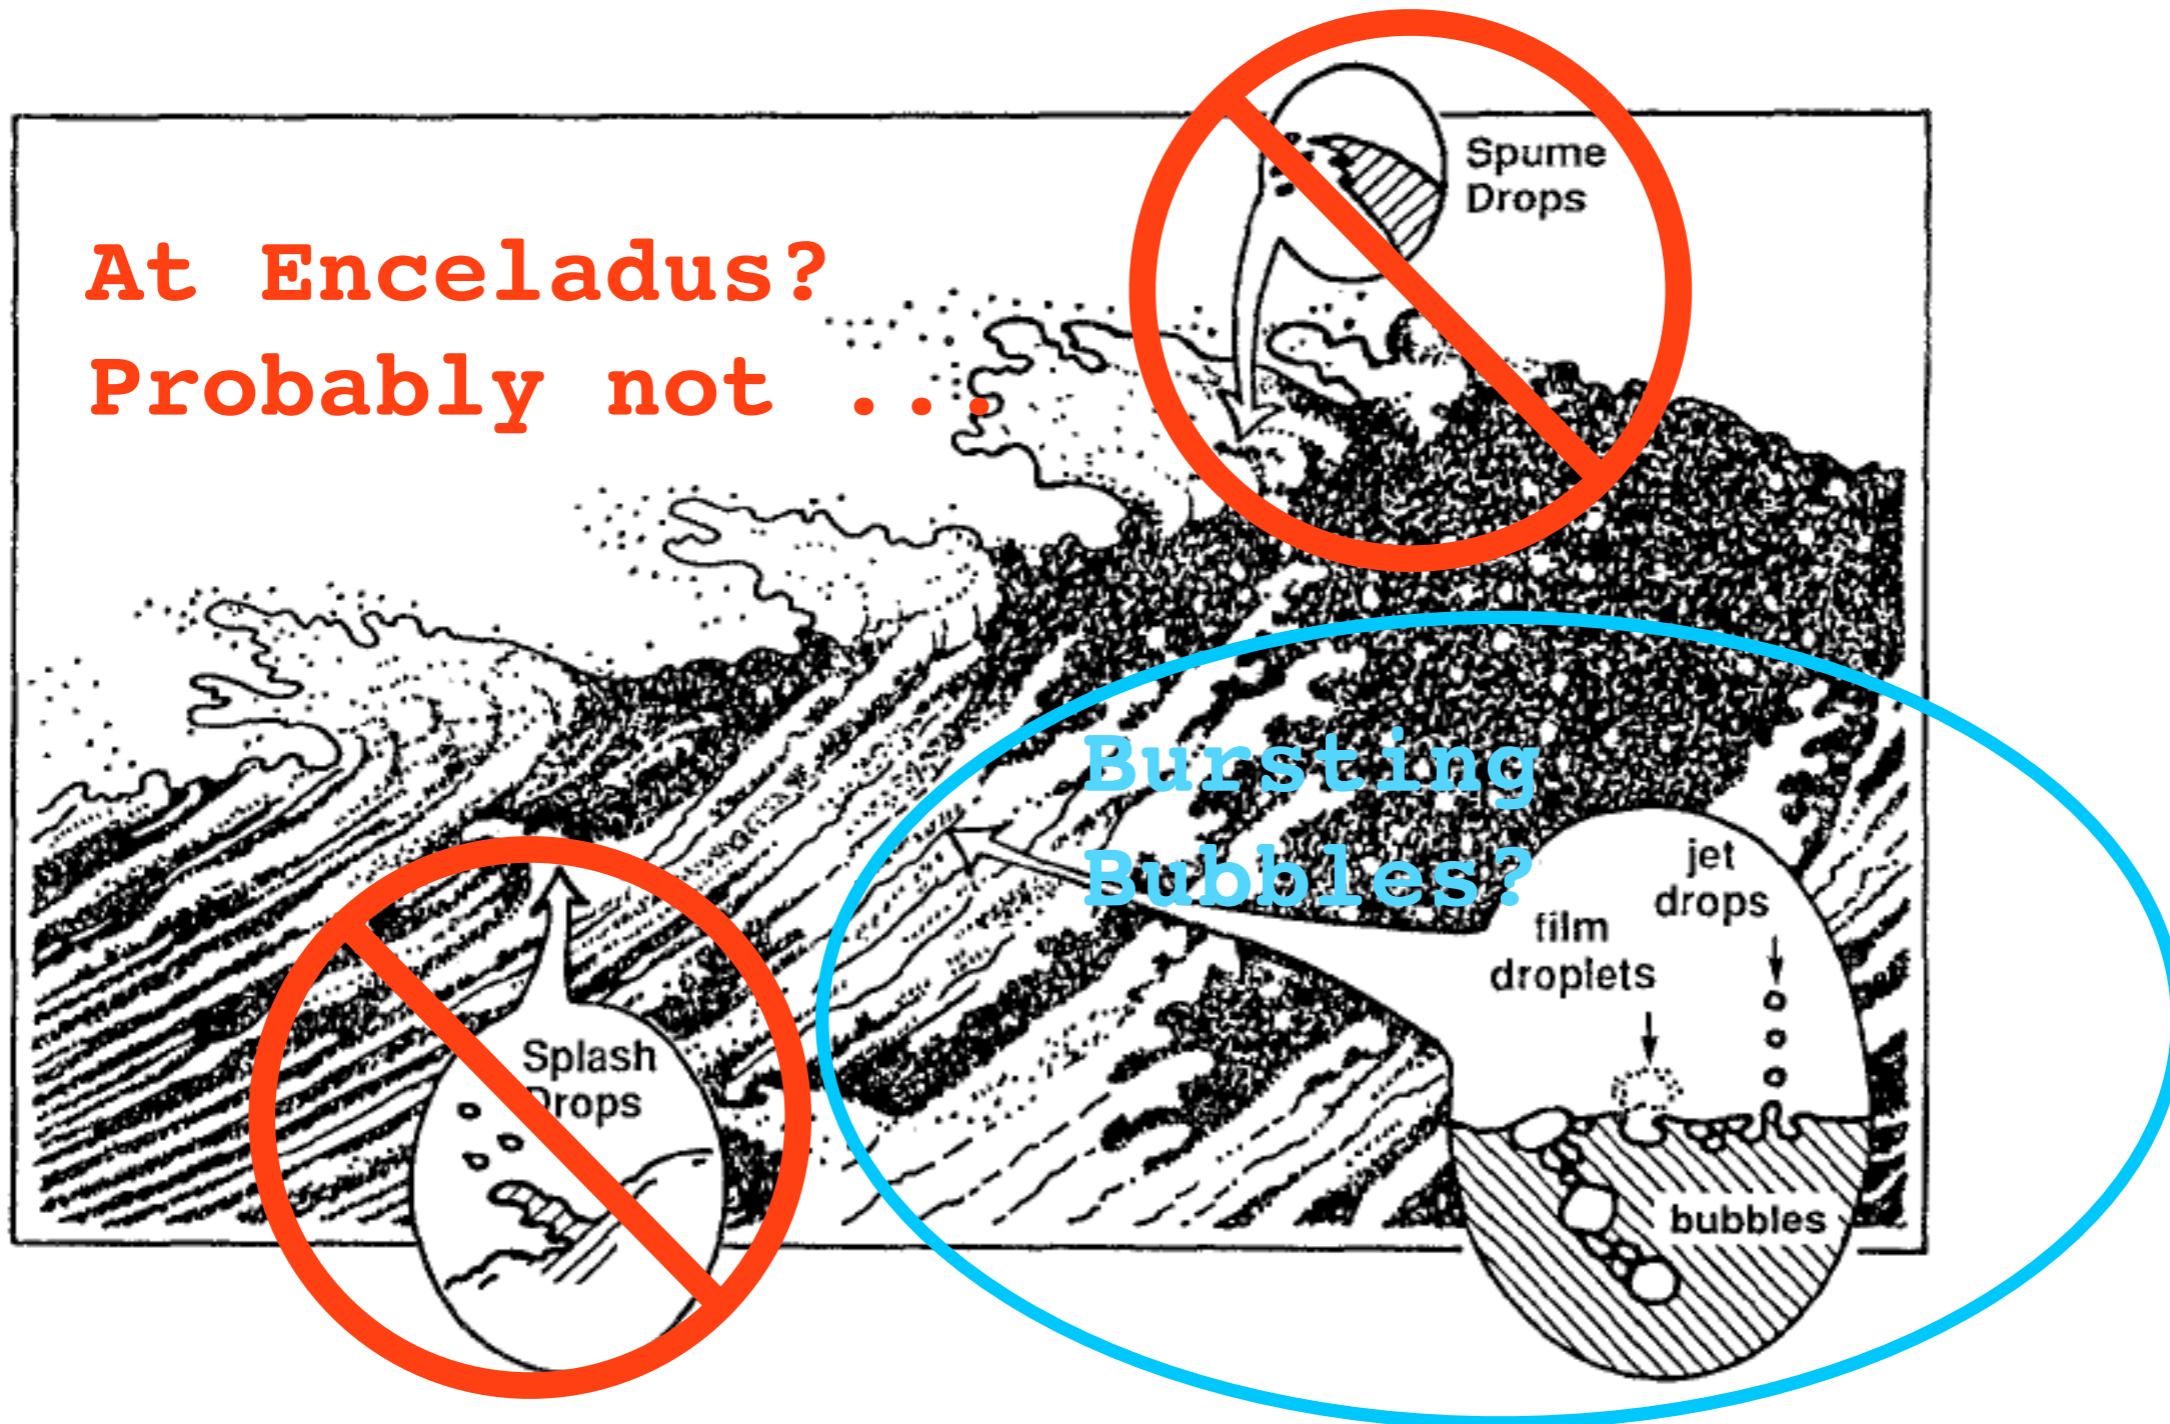 Spume
Drops
At Enceladus?
Probably not ...
Bursting
Bubbles?
jet
drops
film
droplets
Splash
Drops
bubbles